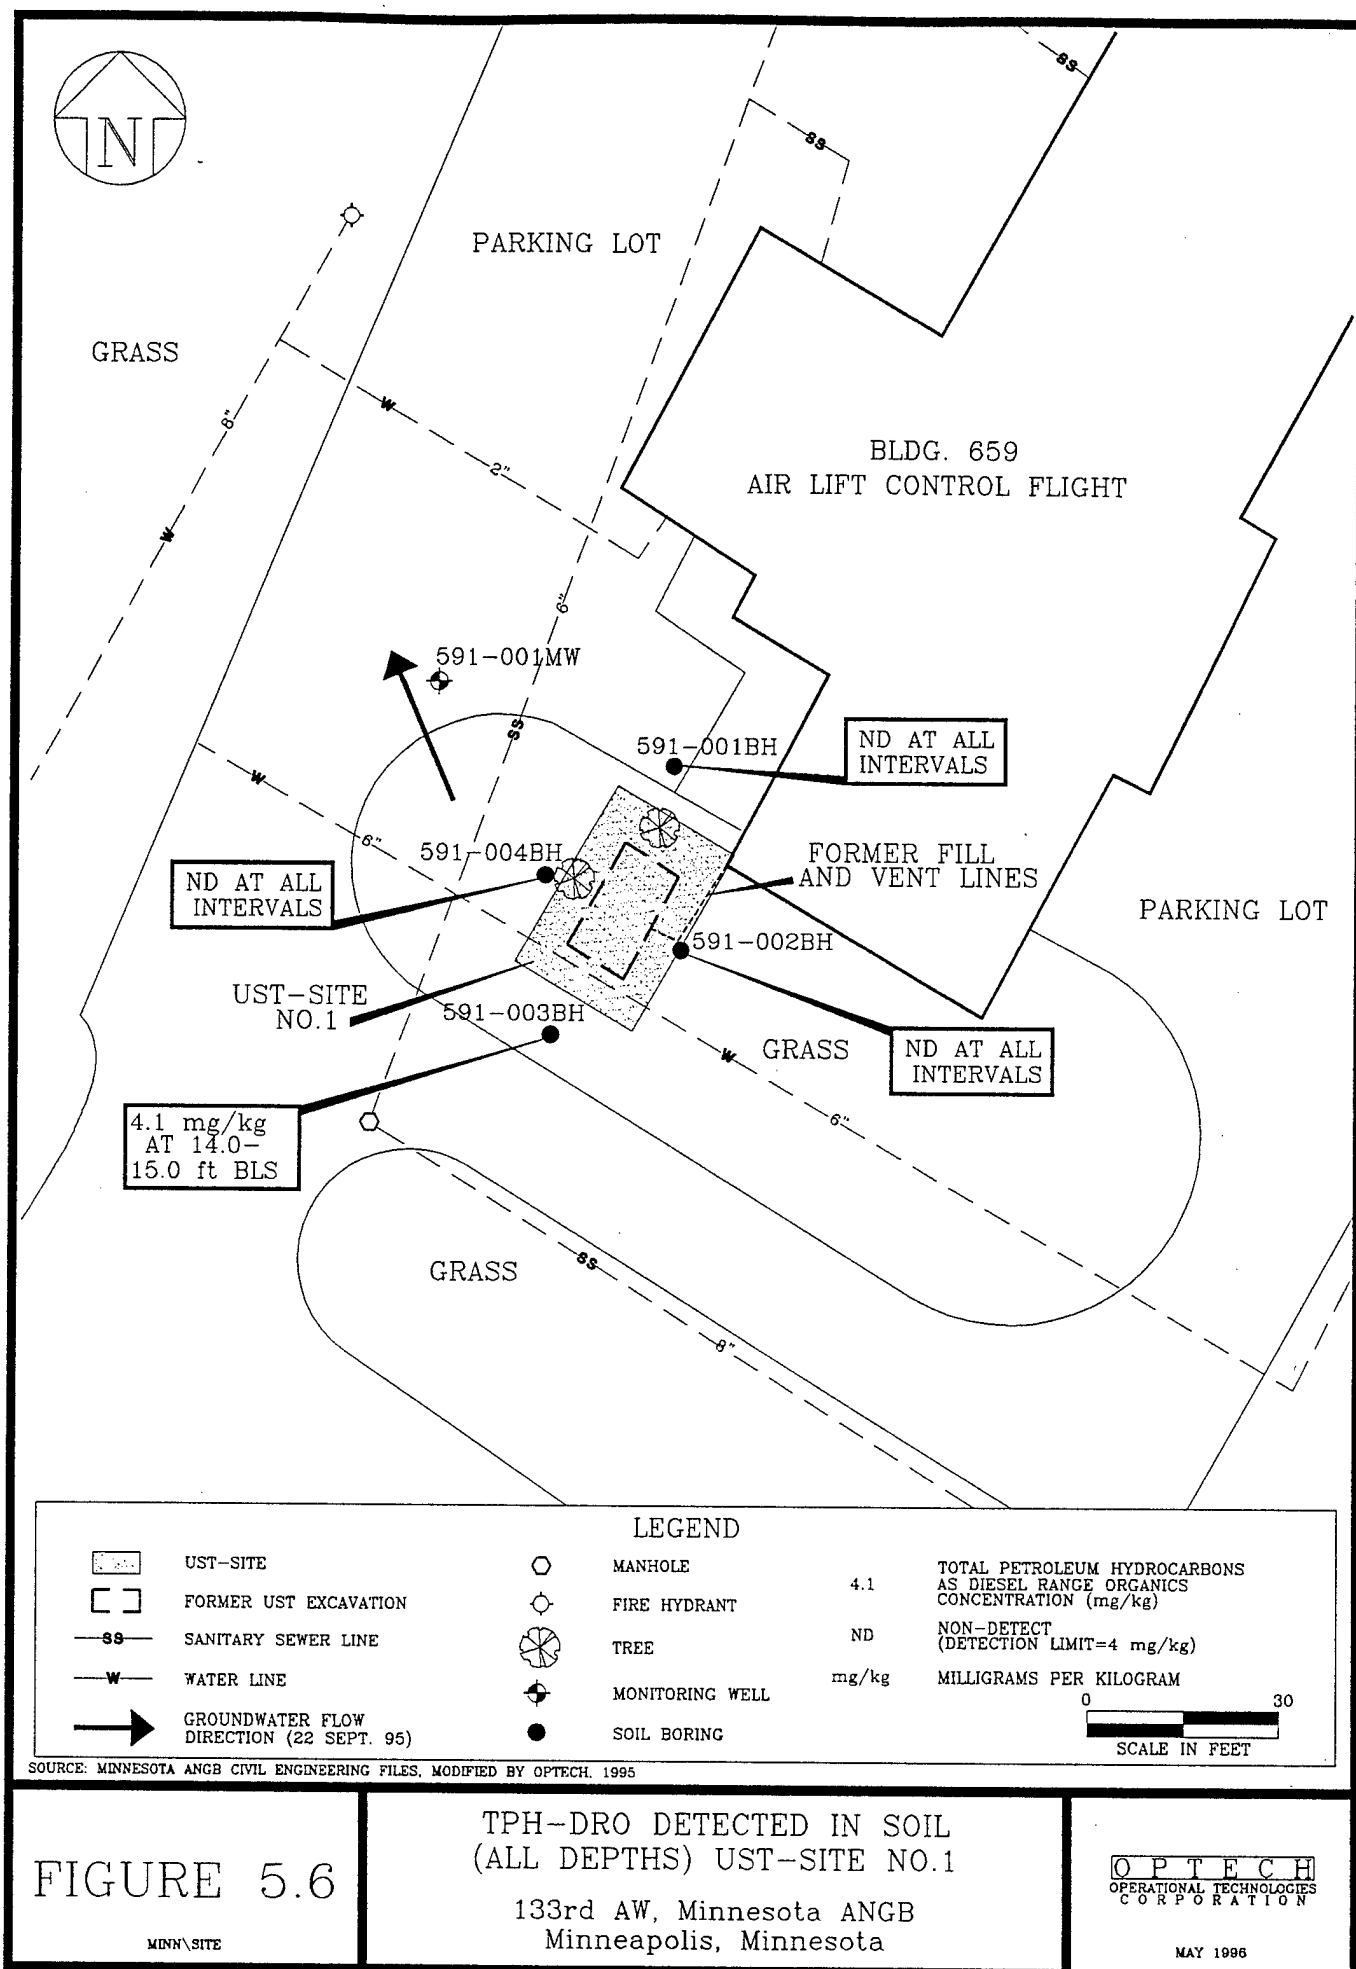 N
SS
SS
PARKING LOT
GRASS
W
8"
2"
W
BLDG. 659
AIR LIFT CONTROL FLIGHT
6"
591-001MW
SS
W
6"
591-001BH
ND AT ALL
INTERVALS
591-004BH
ND AT ALL
INTERVALS
FORMER FILL
AND VENT LINES
PARKING LOT
591-002BH
UST-SITE
NO.1
591-003BH
GRASS
W
ND AT ALL
INTERVALS
4.1 mg/kg
AT 14.0-
15.0 ft BLS
6"
GRASS
SS
8"
LEGEND
UST-SITE
FORMER UST EXCAVATION
SS
SANITARY SEWER LINE
W
WATER LINE
GROUNDWATER FLOW
DIRECTION (22 SEPT. 95)
MANHOLE
FIRE HYDRANT
TREE
MONITORING WELL
SOIL BORING
4.1
TOTAL PETROLEUM HYDROCARBONS
AS DIESEL RANGE ORGANICS
CONCENTRATION (mg/kg)
ND
NON-DETECT
(DETECTION LIMIT=4 mg/kg)
mg/kg
MILLIGRAMS PER KILOGRAM
0 30
SCALE IN FEET
SOURCE: MINNESOTA ANGB CIVIL ENGINEERING FILES, MODIFIED BY OPTECH. 1995
FIGURE 5.6
MINN\SITE
TPH-DRO DETECTED IN SOIL
(ALL DEPTHS) UST-SITE NO.1
133rd AW, Minnesota ANGB
Minneapolis, Minnesota
OPTECH
OPERATIONAL TECHNOLOGIES
CORPORATION
MAY 1996